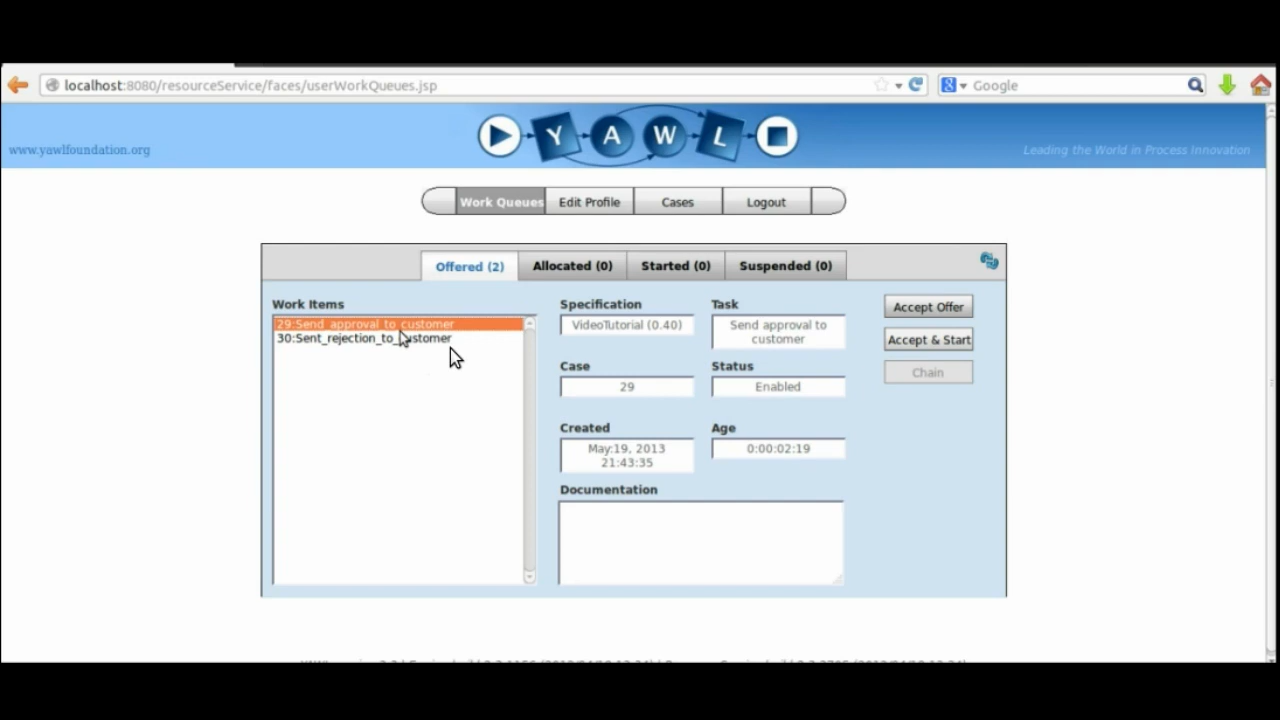 localhost:8080/resourceService/faces/userWorkQueues.jsp
Google
www.yawlfoundation.org
Y A W L
Leading the World in Process Innovation
Work Queues
Edit Profile
Cases
Logout
Offered (2)
Allocated (0)
Started (0)
Suspended (0)
Work Items
29:Send_approval_to_customer
30:Sent_rejection_to_customer
Specification
VideoTutorial (0.40)
Task
Send approval to
customer
Case
29
Status
Enabled
Created
May:19, 2013
21:43:35
Age
0:00:02:19
Documentation
Accept Offer
Accept & Start
Chain